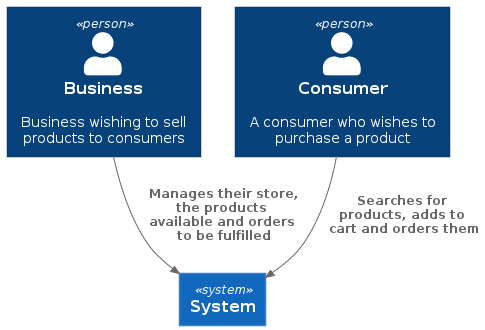 «person»
Business
Business wishing to sell
products to consumers
«person»
Consumer
A consumer who wishes to
purchase a product
Manages their store,
the products
available and orders
to be fulfilled
Searches for
products, adds to
cart and orders them
«system»
System